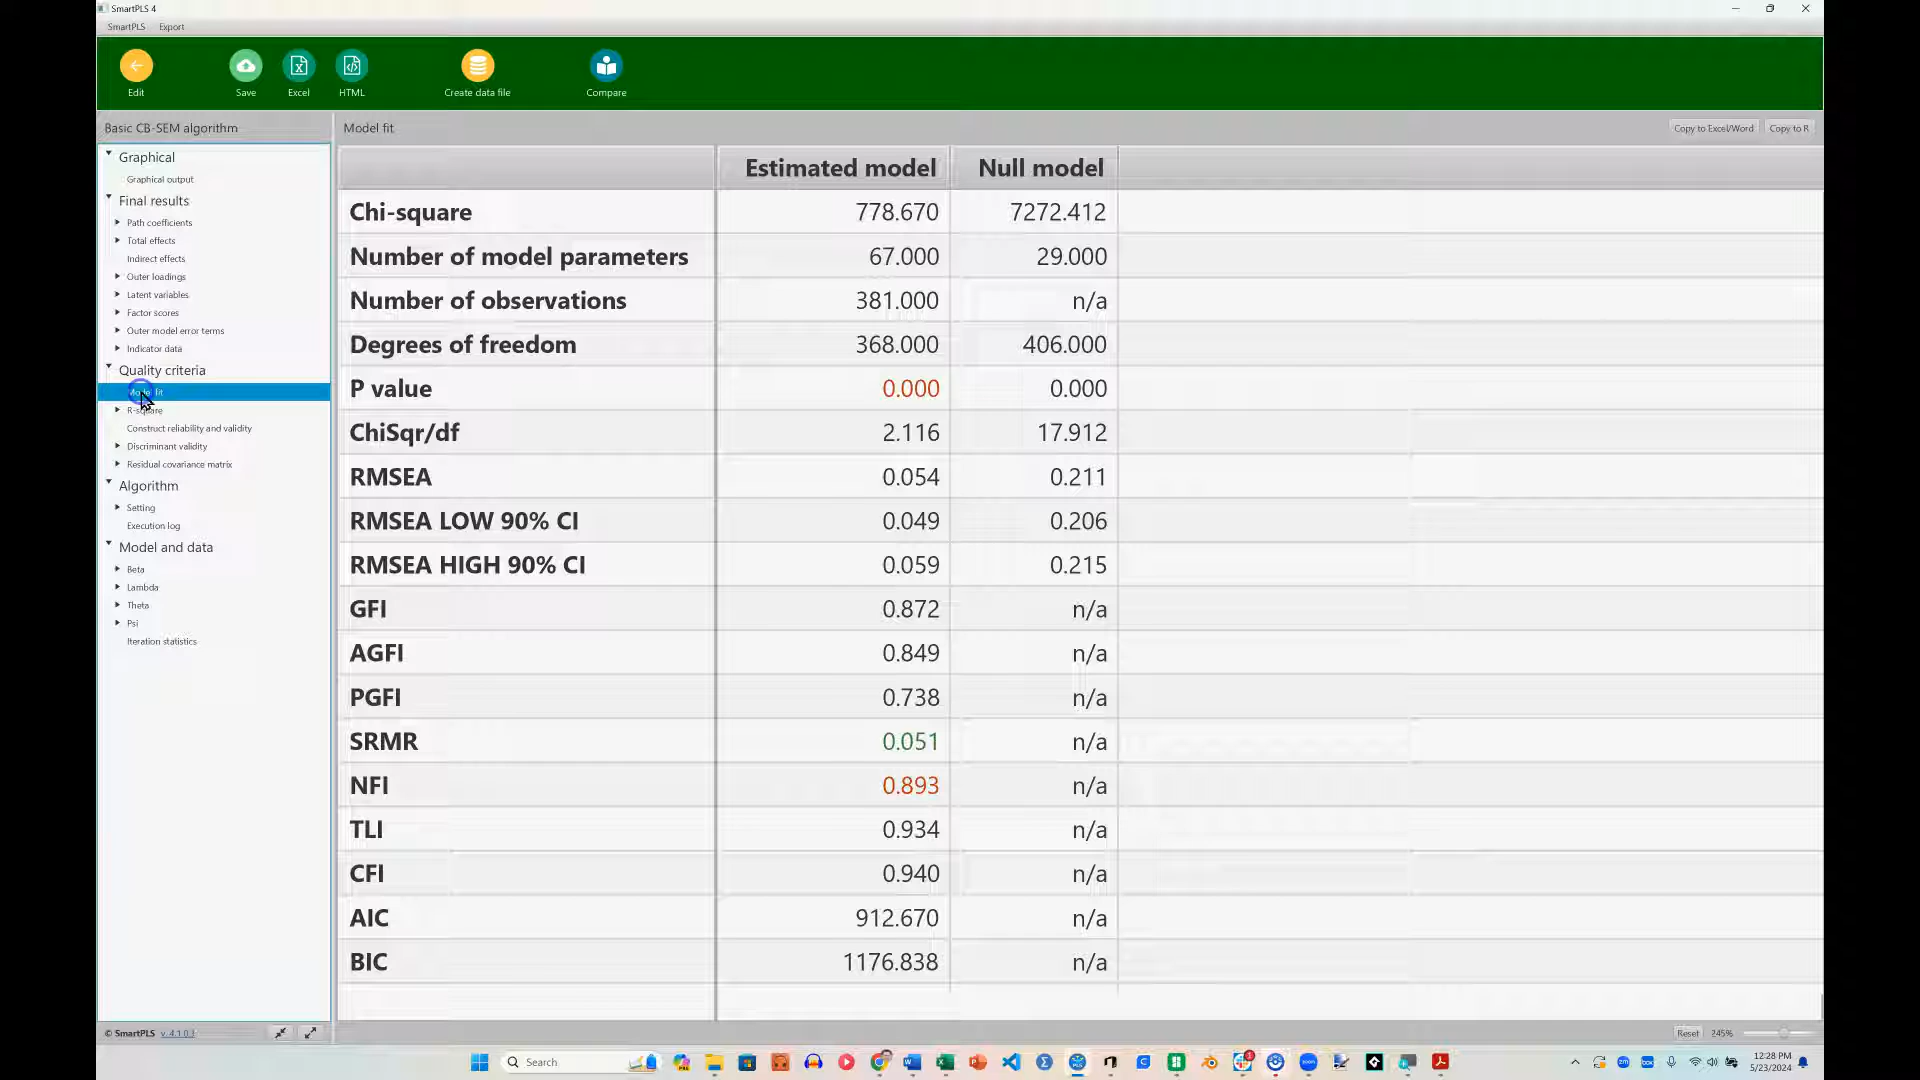 SmartPLS 4
SmartPLS Export
Edit Save Excel HTML Create data file Compare
Basic CB-SEM algorithm
Model fit
Copy to Excel/Word Copy to R
Graphical
Graphical output
Final results
Path coefficients
Total effects
Indirect effects
Outer loadings
Latent variables
Factor scores
Outer model error terms
Indicator data
Quality criteria
Model fit
R-square
Construct reliability and validity
Discriminant validity
Residual covariance matrix
Algorithm
Setting
Execution log
Model and data
Beta
Lambda
Theta
Psi
Iteration statistics
Estimated model Null model
Chi-square 778.670 7272.412
Number of model parameters 67.000 29.000
Number of observations 381.000 n/a
Degrees of freedom 368.000 406.000
P value 0.000 0.000
ChiSqr/df 2.116 17.912
RMSEA 0.054 0.211
RMSEA LOW 90% CI 0.049 0.206
RMSEA HIGH 90% CI 0.059 0.215
GFI 0.872 n/a
AGFI 0.849 n/a
PGFI 0.738 n/a
SRMR 0.051 n/a
NFI 0.893 n/a
TLI 0.934 n/a
CFI 0.940 n/a
AIC 912.670 n/a
BIC 1176.838 n/a
© SmartPLS v. 4.1.0.3
Reset 245%
Search
12:28 PM
5/23/2024